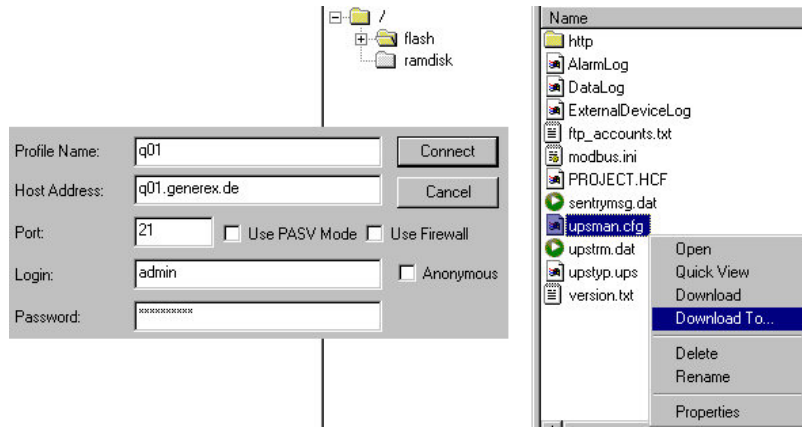 /
flash
ramdisk
Profile Name: q01 Connect
Host Address: q01.generex.de Cancel
Port: 21 Use PASV Mode Use Firewall
Login: admin Anonymous
Password: xxxxxxxxxx
Name
http
AlarmLog
DataLog
ExternalDeviceLog
ftp_accounts.txt
modbus.ini
PROJECT.HCF
sentrymsg.dat
upsman.cfg
upstrm.dat
upstyp.ups
version.txt
Open
Quick View
Download
Download To...
Delete
Rename
Properties